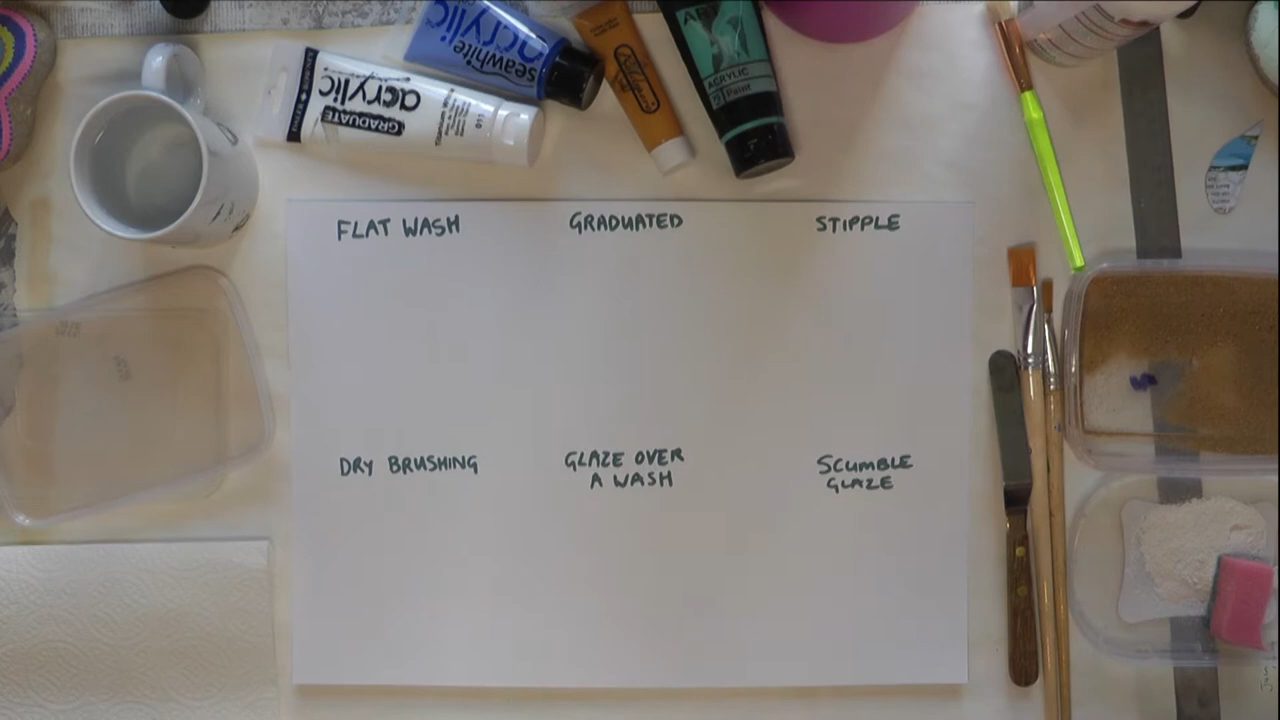 seawhite
acrylic
acrylic
GRADUATE
ACRYLIC
Paint
FLAT WASH
GRADUATED
STIPPLE
DRY BRUSHING
GLAZE OVER
A WASH
SCUMBLE
GLAZE